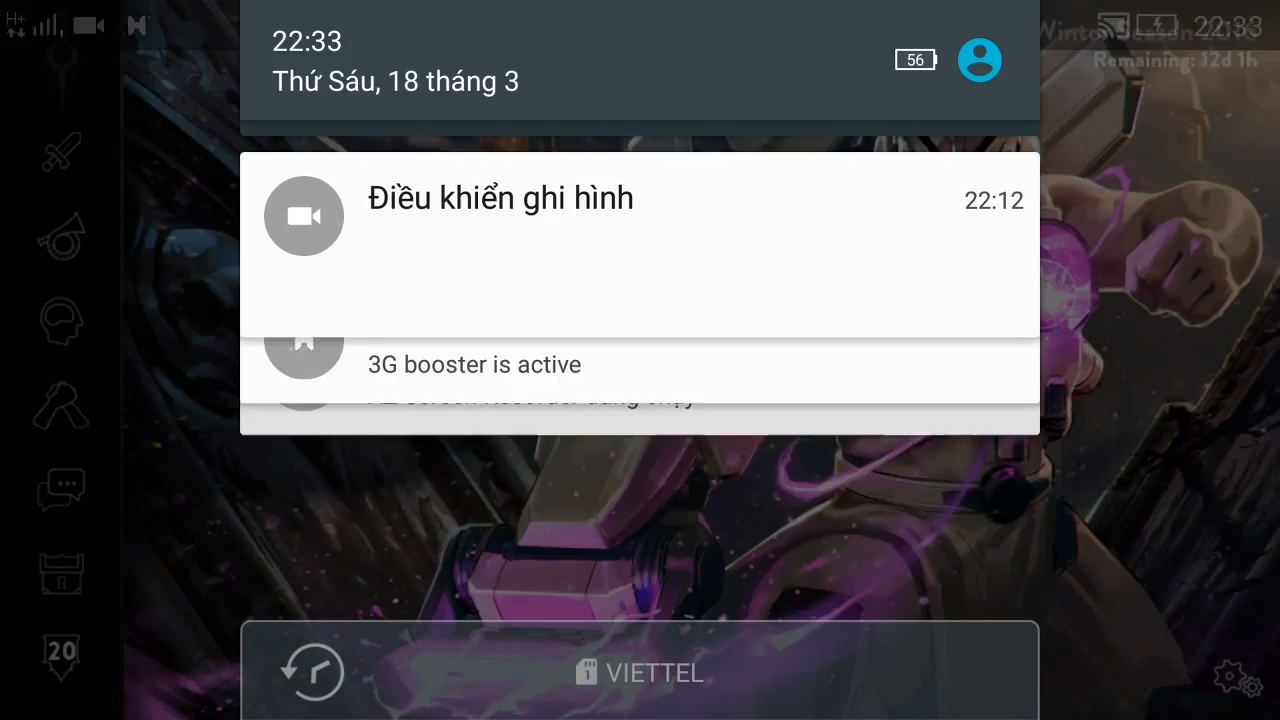 H+
22:33
22:33
Thứ Sáu, 18 tháng 3
56
Remaining: 12d 1h
Điều khiển ghi hình
22:12
3G booster is active
20
1
VIETTEL